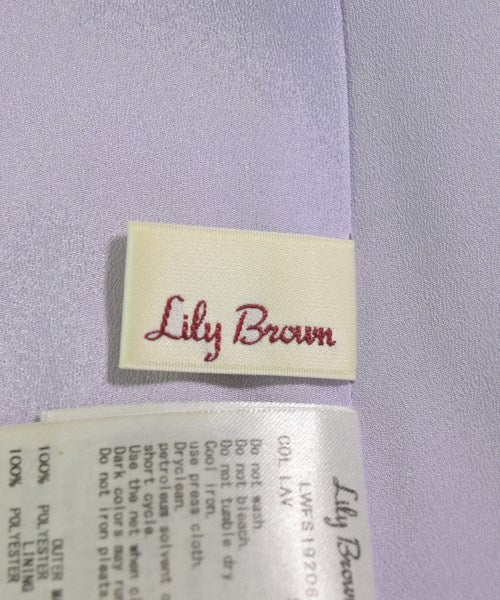 Lily Brown
Lily Brown
LWFS19206
COL LAV
Do not wash.
Do not bleach.
Do not tumble dry.
Cool iron.
use press cloth.
Dryclean.
petroleum solvent
short cycle.
Use the net when
Dark colors may
Do not iron pleats.
OUTER
100% POLYESTER
LINING
100% POLYESTER